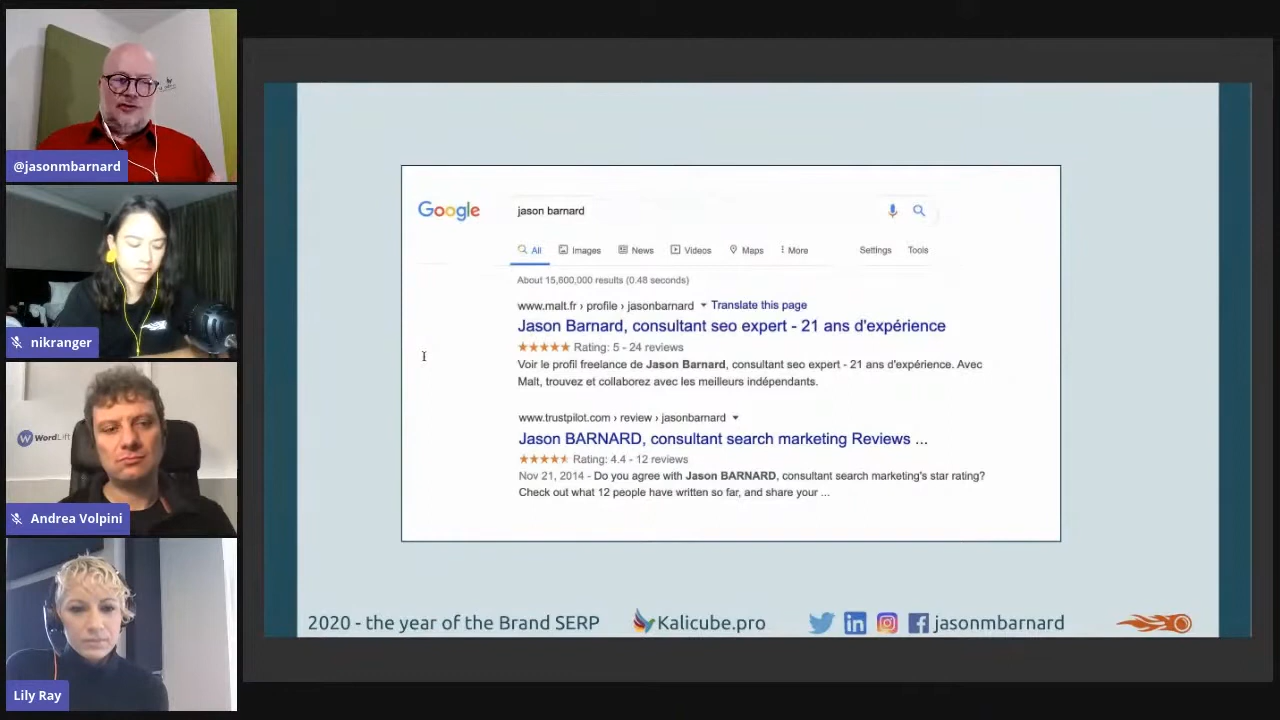 @jasonmbarnard
nikranger
WordLift
Andrea Volpini
Lily Ray
Google
jason barnard
All Images News Videos Maps More Settings Tools
About 15,600,000 results (0.48 seconds)
www.malt.fr › profile › jasonbarnard Translate this page
Jason Barnard, consultant seo expert - 21 ans d'expérience
Rating: 5 - 24 reviews
Voir le profil freelance de Jason Barnard, consultant seo expert - 21 ans d'expérience. Avec
Malt, trouvez et collaborez avec les meilleurs indépendants.
www.trustpilot.com › review › jasonbarnard
Jason BARNARD, consultant search marketing Reviews ...
Rating: 4.4 - 12 reviews
Nov 21, 2014 - Do you agree with Jason BARNARD, consultant search marketing's star rating?
Check out what 12 people have written so far, and share your ...
2020 - the year of the Brand SERP Kalicube.pro jasonmbarnard